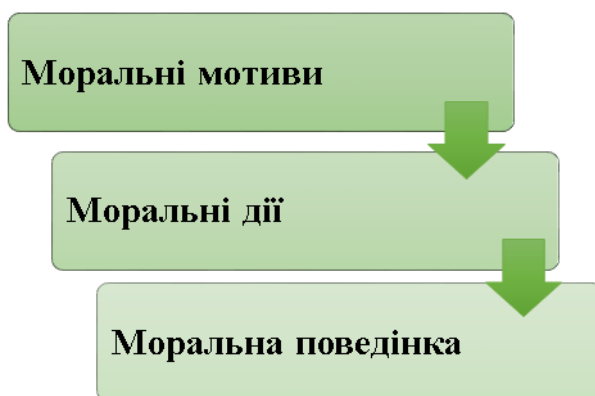 Моральні мотиви
Моральні дії
Моральна поведінка